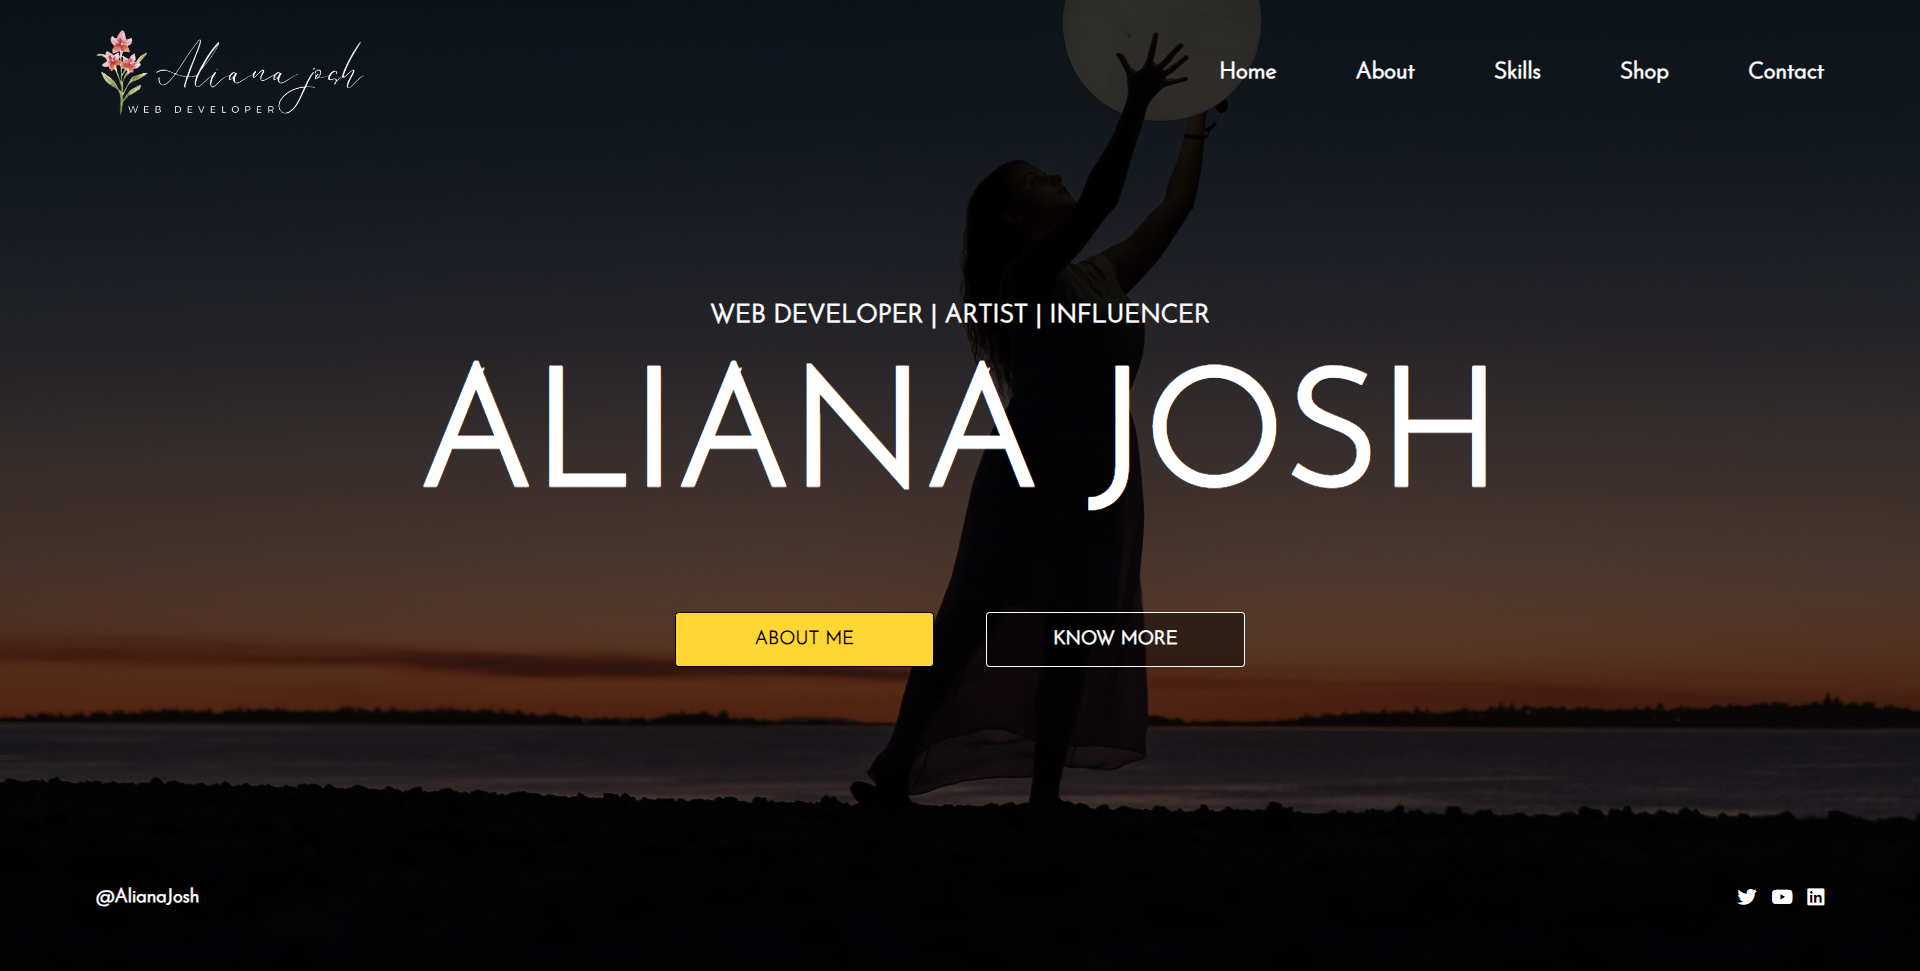 Aliana josh
WEB DEVELOPER
Home About Skills Shop Contact
WEB DEVELOPER | ARTIST | INFLUENCER
ALIANA JOSH
ABOUT ME KNOW MORE
@AlianaJosh